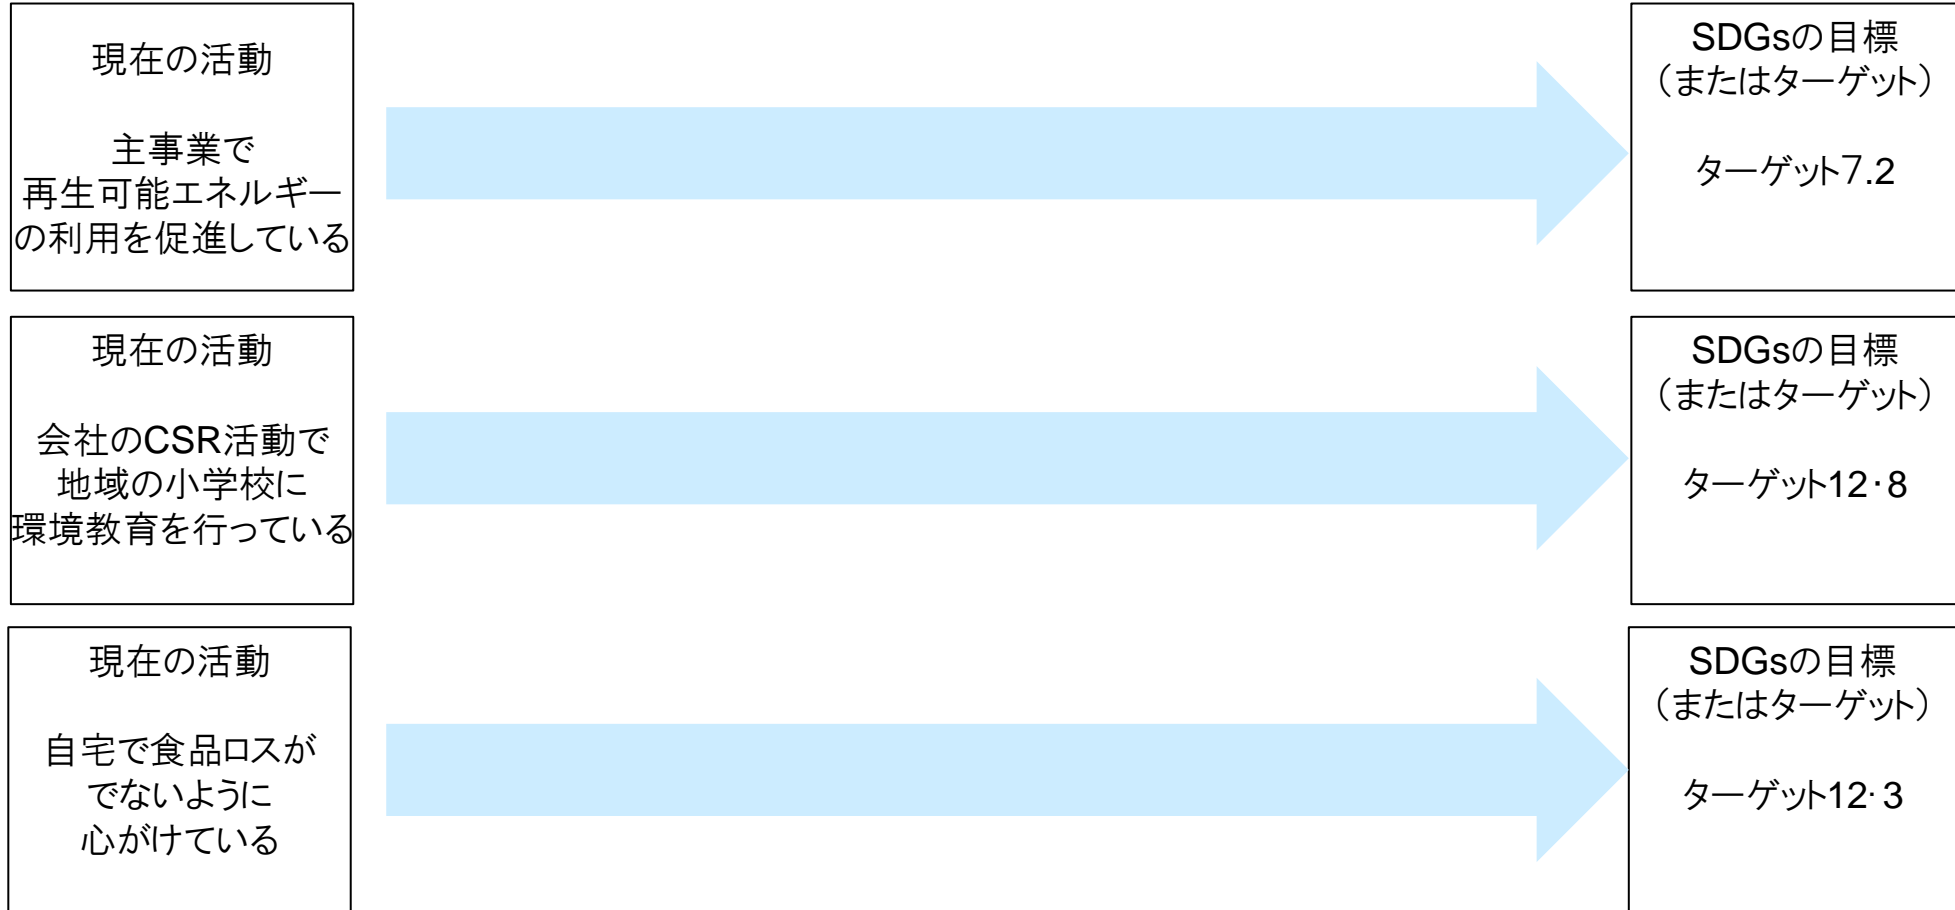 現在の活動
主事業で
再生可能エネルギー
の利用を促進している
SDGsの目標
（またはターゲット）
ターゲット7.2
現在の活動
会社のCSR活動で
地域の小学校に
環境教育を行っている
SDGsの目標
（またはターゲット）
ターゲット12・8
現在の活動
自宅で食品ロスが
でないように
心がけている
SDGsの目標
（またはターゲット）
ターゲット12・3